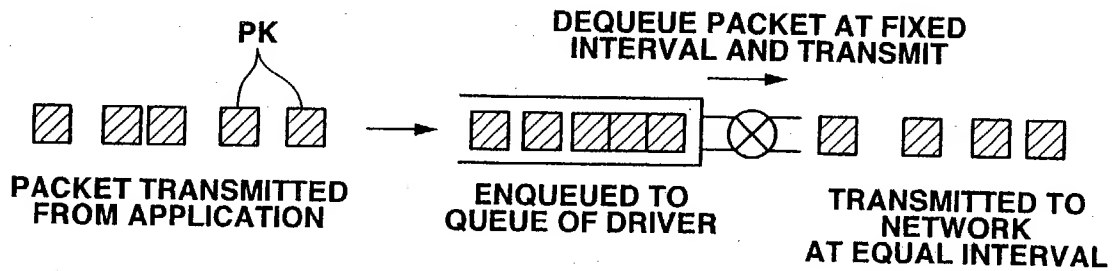 PK
DEQUEUE PACKET AT FIXED
INTERVAL AND TRANSMIT
PACKET TRANSMITTED
FROM APPLICATION
ENQUEUED TO
QUEUE OF DRIVER
TRANSMITTED TO
NETWORK
AT EQUAL INTERVAL